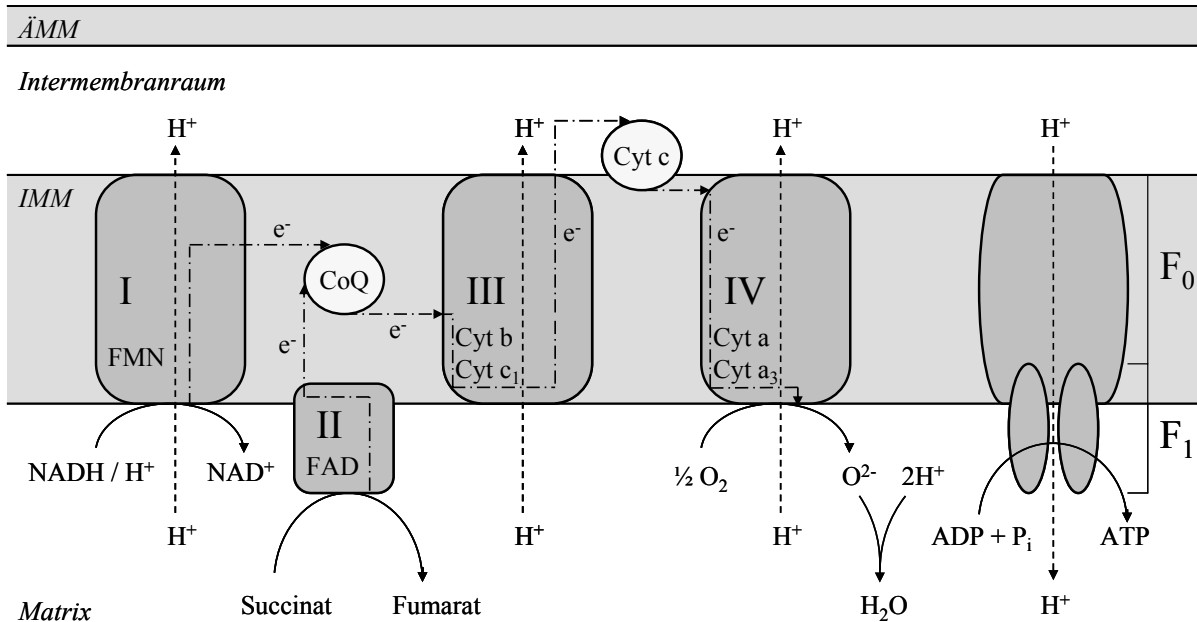 ÄMM
Intermembranraum
H⁺ H⁺ H⁺ H⁺
Cyt c
IMM
e⁻ e⁻ e⁻
I CoQ III IV F₀
e⁻ e⁻
FMN Cyt b Cyt a
Cyt c₁ Cyt a₃
II F₁
FAD
NADH / H⁺ NAD⁺ ½ O₂ O²⁻ 2H⁺
H⁺ H⁺ H⁺ ADP + Pᵢ ATP
Succinat Fumarat H₂O H⁺
Matrix